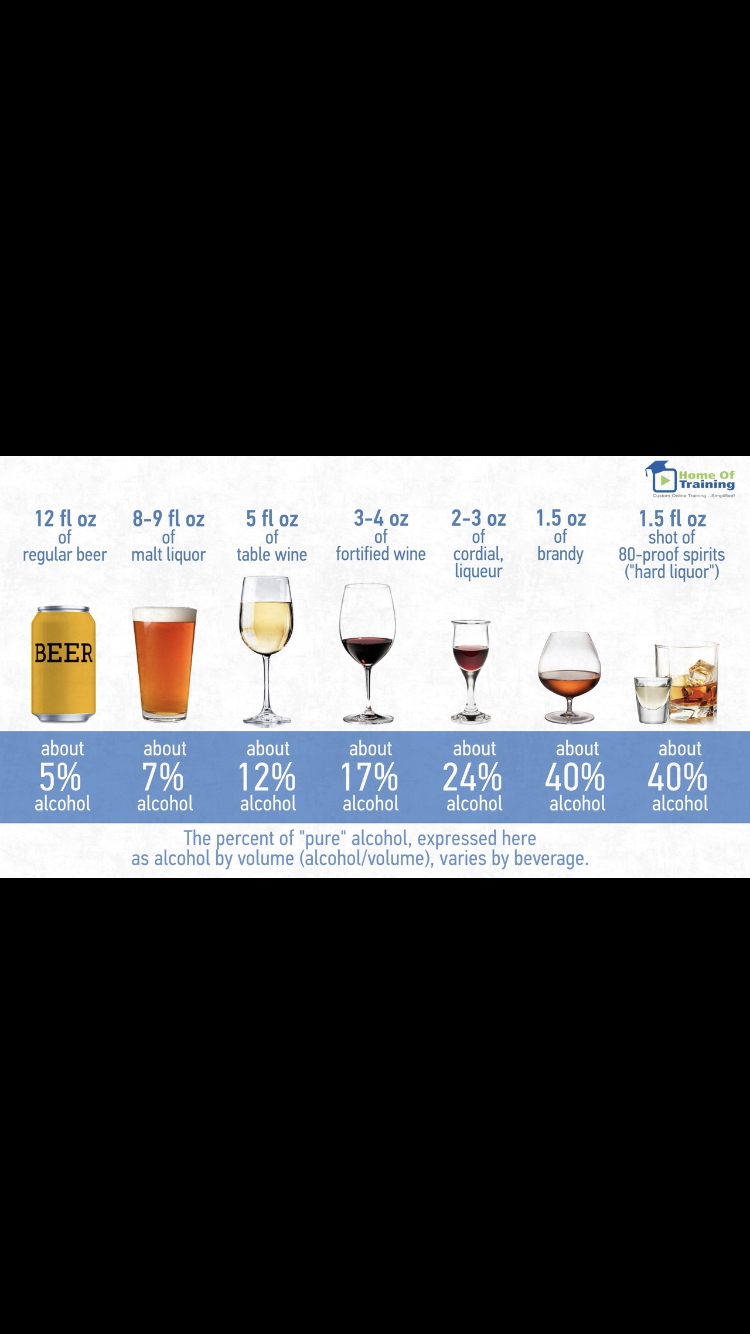 Home Of
Training
Custom Online Training ...Simplified!
12 fl oz
of
regular beer
8-9 fl oz
of
malt liquor
5 fl oz
of
table wine
3-4 oz
of
fortified wine
2-3 oz
of
cordial,
liqueur
1.5 oz
of
brandy
1.5 fl oz
shot of
80-proof spirits
("hard liquor")
BEER
about
5%
alcohol
about
7%
alcohol
about
12%
alcohol
about
17%
alcohol
about
24%
alcohol
about
40%
alcohol
about
40%
alcohol
The percent of "pure" alcohol, expressed here
as alcohol by volume (alcohol/volume), varies by beverage.